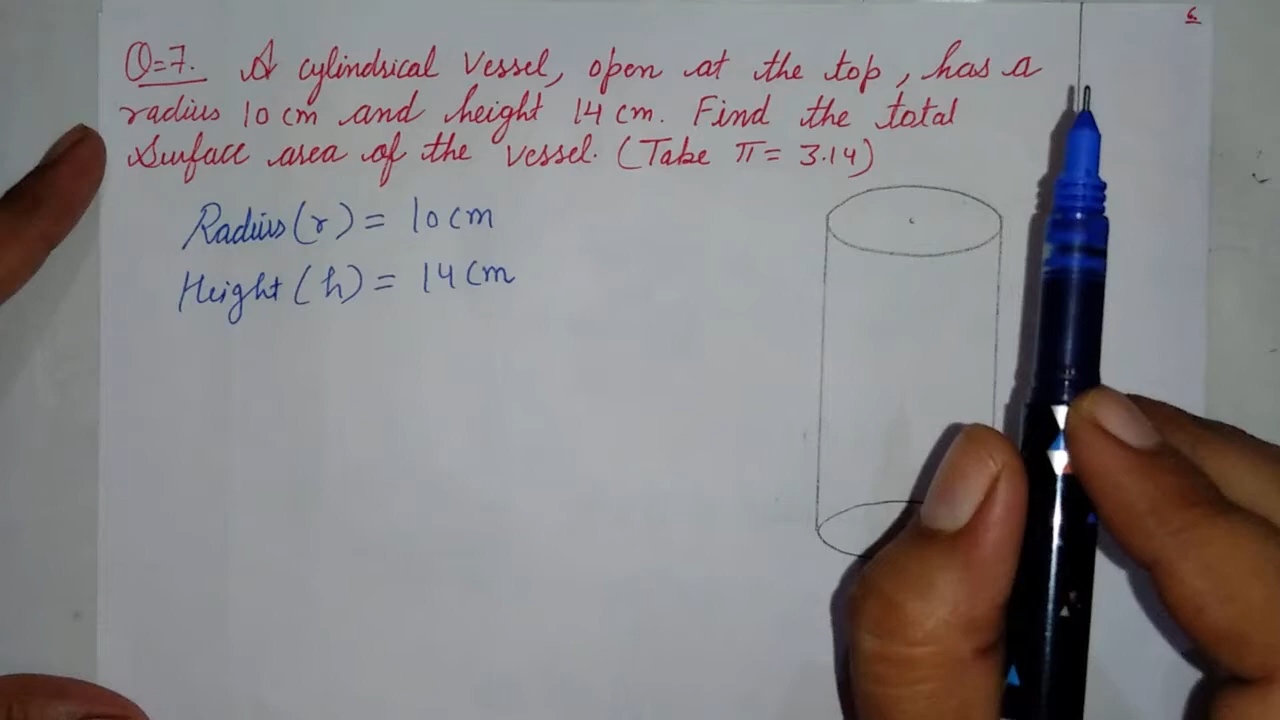 6.
Q=7. A cylindrical vessel, open at the top, has a
radius 10 cm and height 14 cm. Find the total
Surface area of the vessel. (Take π = 3.14)
Radius (r) = 10 cm
Height (h) = 14 cm